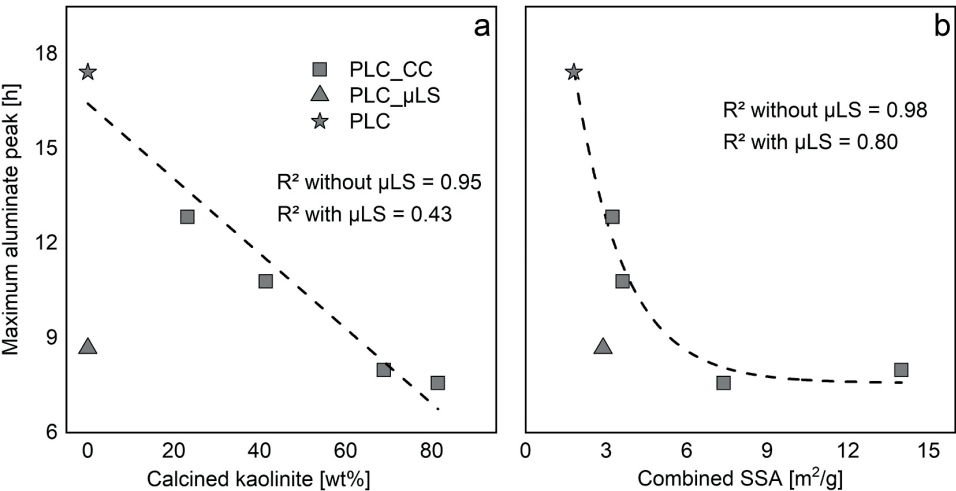 a
b
Maximum aluminate peak [h]
18
15
12
9
6
PLC_CC
PLC_µLS
PLC
R² without µLS = 0.95
R² with µLS = 0.43
0
20
40
60
80
Calcined kaolinite [wt%]
R² without µLS = 0.98
R² with µLS = 0.80
0
3
6
9
12
15
Combined SSA [m²/g]